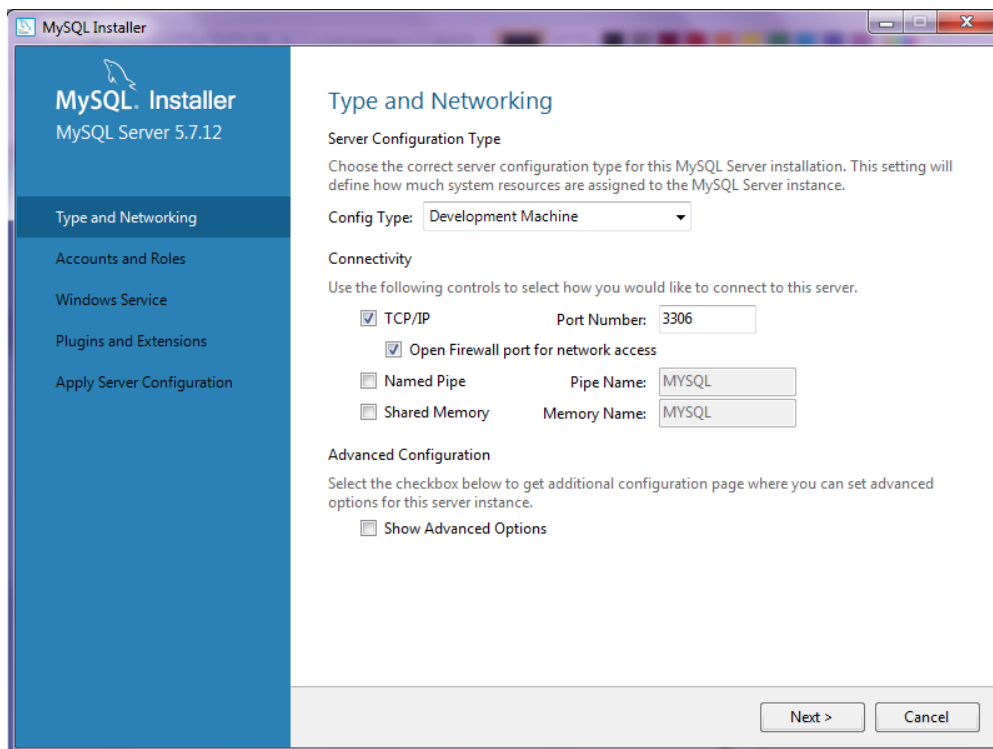 MySQL Installer
MySQL. Installer
MySQL Server 5.7.12
Type and Networking
Accounts and Roles
Windows Service
Plugins and Extensions
Apply Server Configuration
Type and Networking
Server Configuration Type
Choose the correct server configuration type for this MySQL Server installation. This setting will
define how much system resources are assigned to the MySQL Server instance.
Config Type: Development Machine
Connectivity
Use the following controls to select how you would like to connect to this server.
TCP/IP Port Number: 3306
Open Firewall port for network access
Named Pipe Pipe Name: MYSQL
Shared Memory Memory Name: MYSQL
Advanced Configuration
Select the checkbox below to get additional configuration page where you can set advanced
options for this server instance.
Show Advanced Options
Next > Cancel